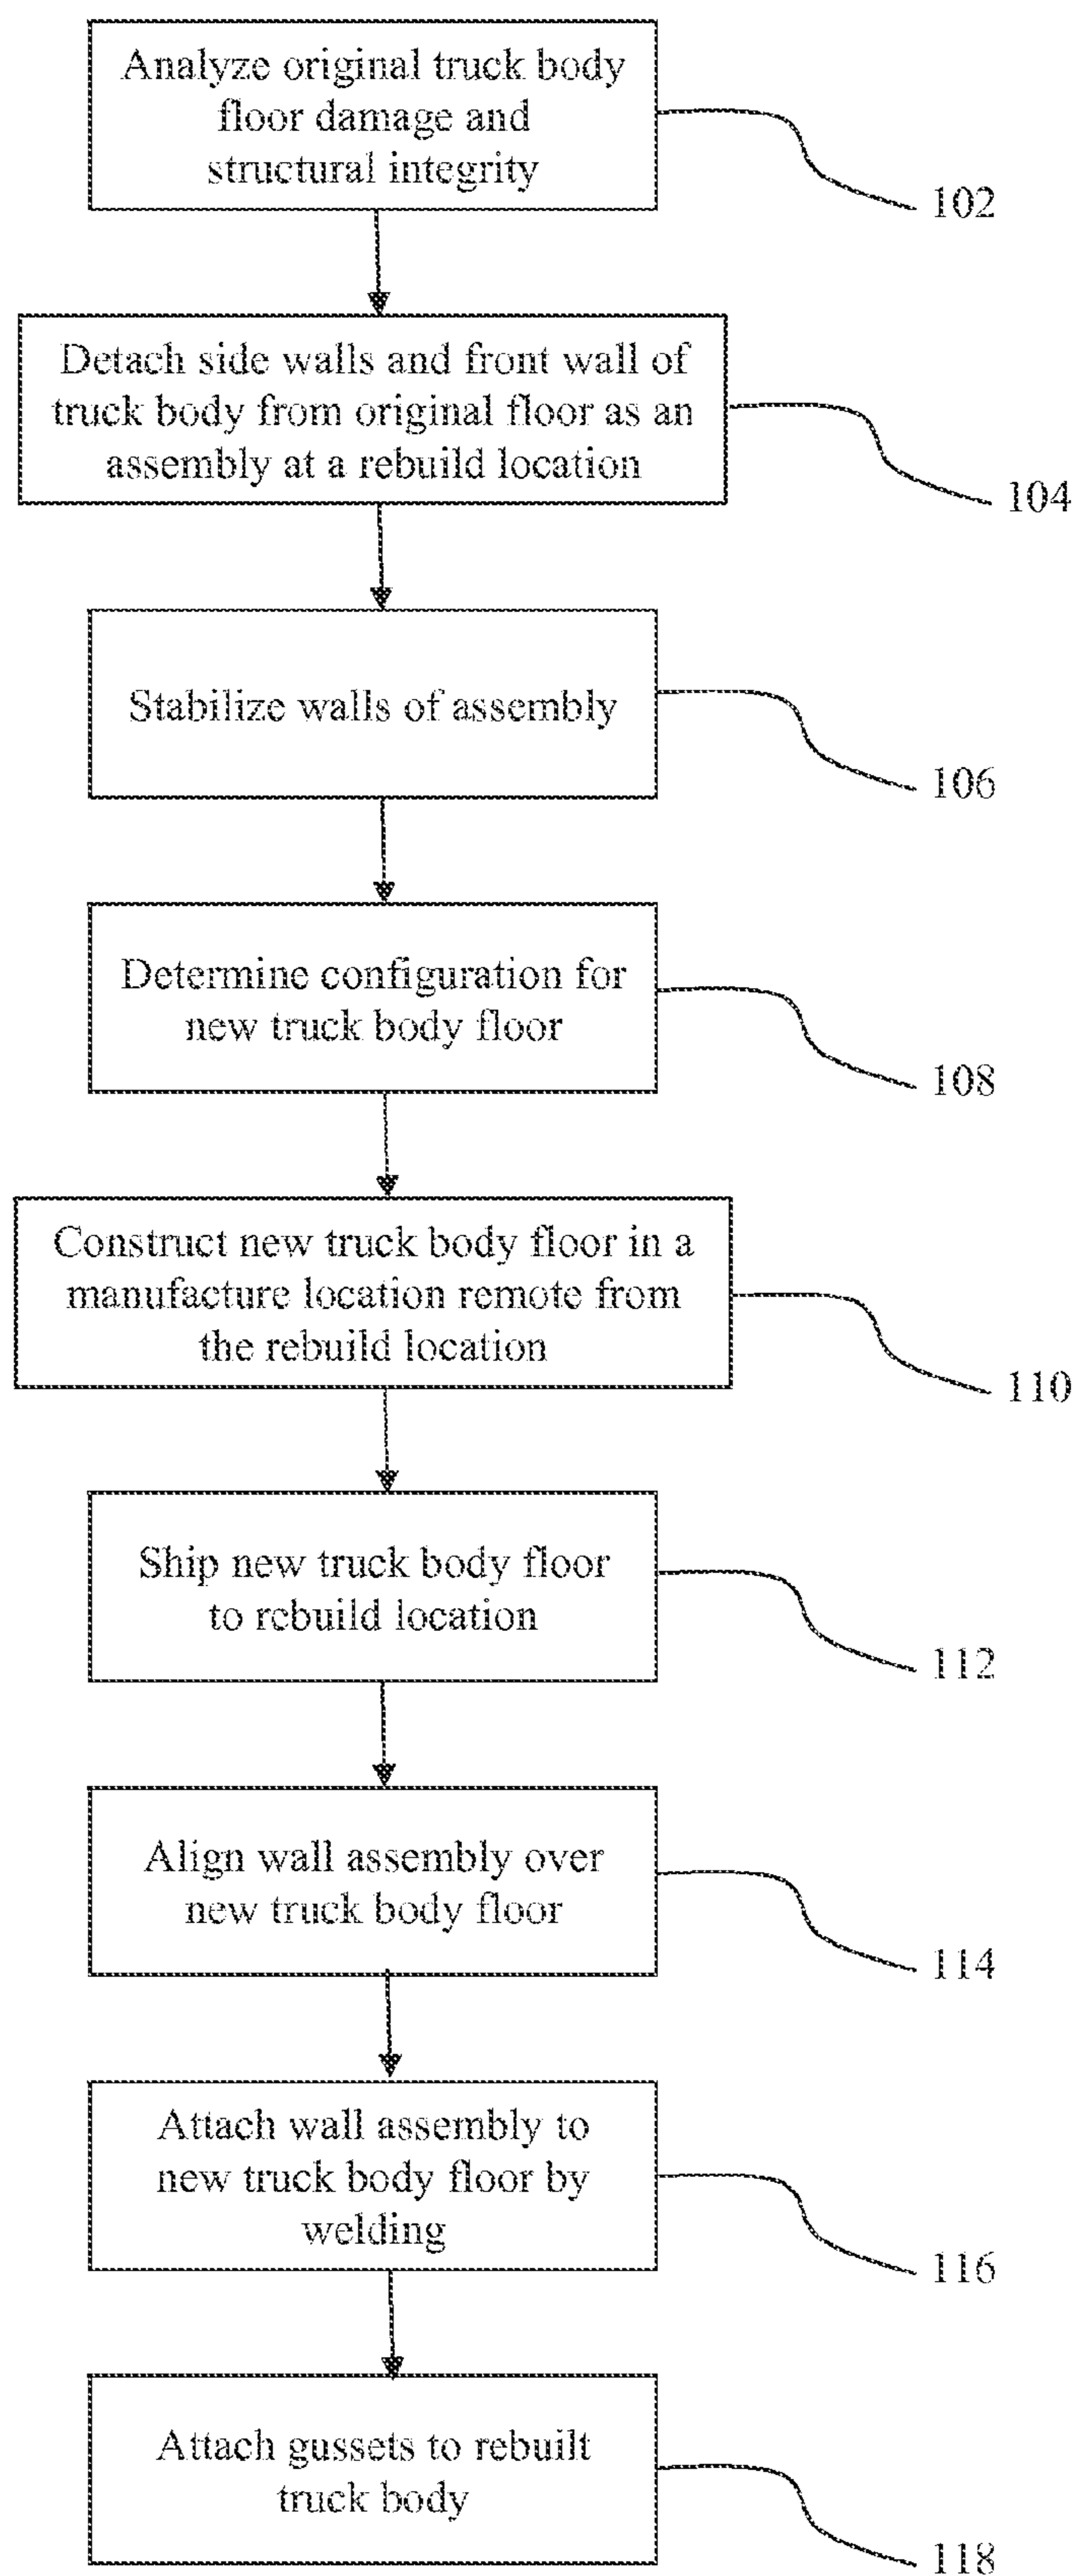 Analyze original truck body
floor damage and
structural integrity
102
Detach side walls and front wall of
truck body from original floor as an
assembly at a rebuild location
104
Stabilize walls of assembly
106
Determine configuration for
new truck body floor
108
Construct new truck body floor in a
manufacture location remote from
the rebuild location
110
Ship new truck body floor
to rebuild location
112
Align wall assembly over
new truck body floor
114
Attach wall assembly to
new truck body floor by
welding
116
Attach gussets to rebuilt
truck body
118